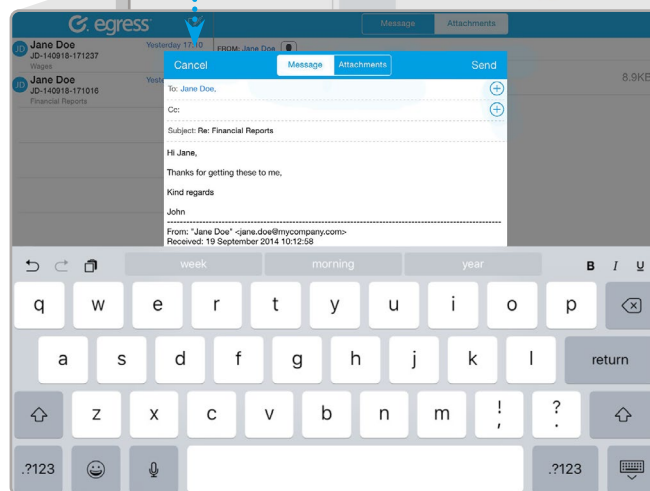 egress
Message Attachments
Jane Doe Yesterday 17:10
JD-140918-171237
Wages
FROM: Jane Doe
JD
Jane Doe
JD-140918-171016
Financial Reports
JD
8.9KB
Cancel Message Attachments Send
To: Jane Doe,
Cc:
Subject: Re: Financial Reports
Hi Jane,
Thanks for getting these to me,
Kind regards
John
From: "Jane Doe" <jane.doe@mycompany.com>
Received: 19 September 2014 10:12:58
week morning year B I U
q w e r t y u i o p
a s d f g h j k l return
z x c v b n m ! , ? .
.?123 .?123